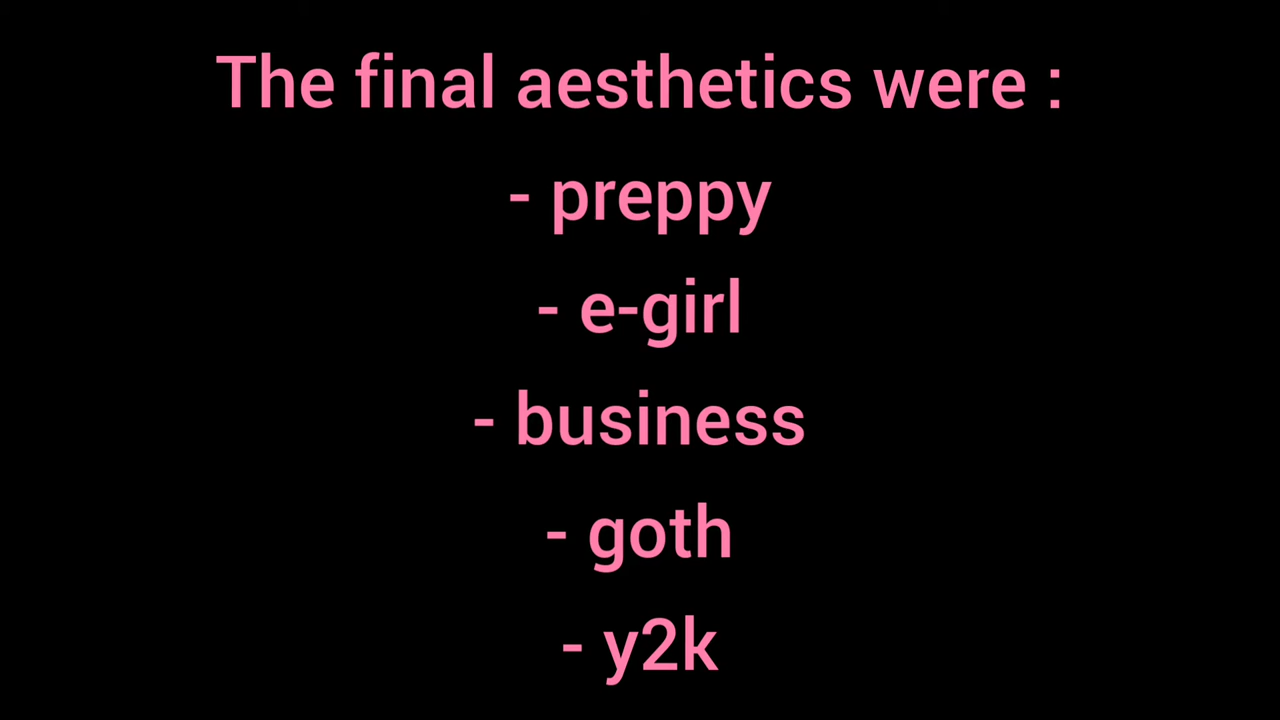 The final aesthetics were :
- preppy
- e-girl
- business
- goth
- y2k